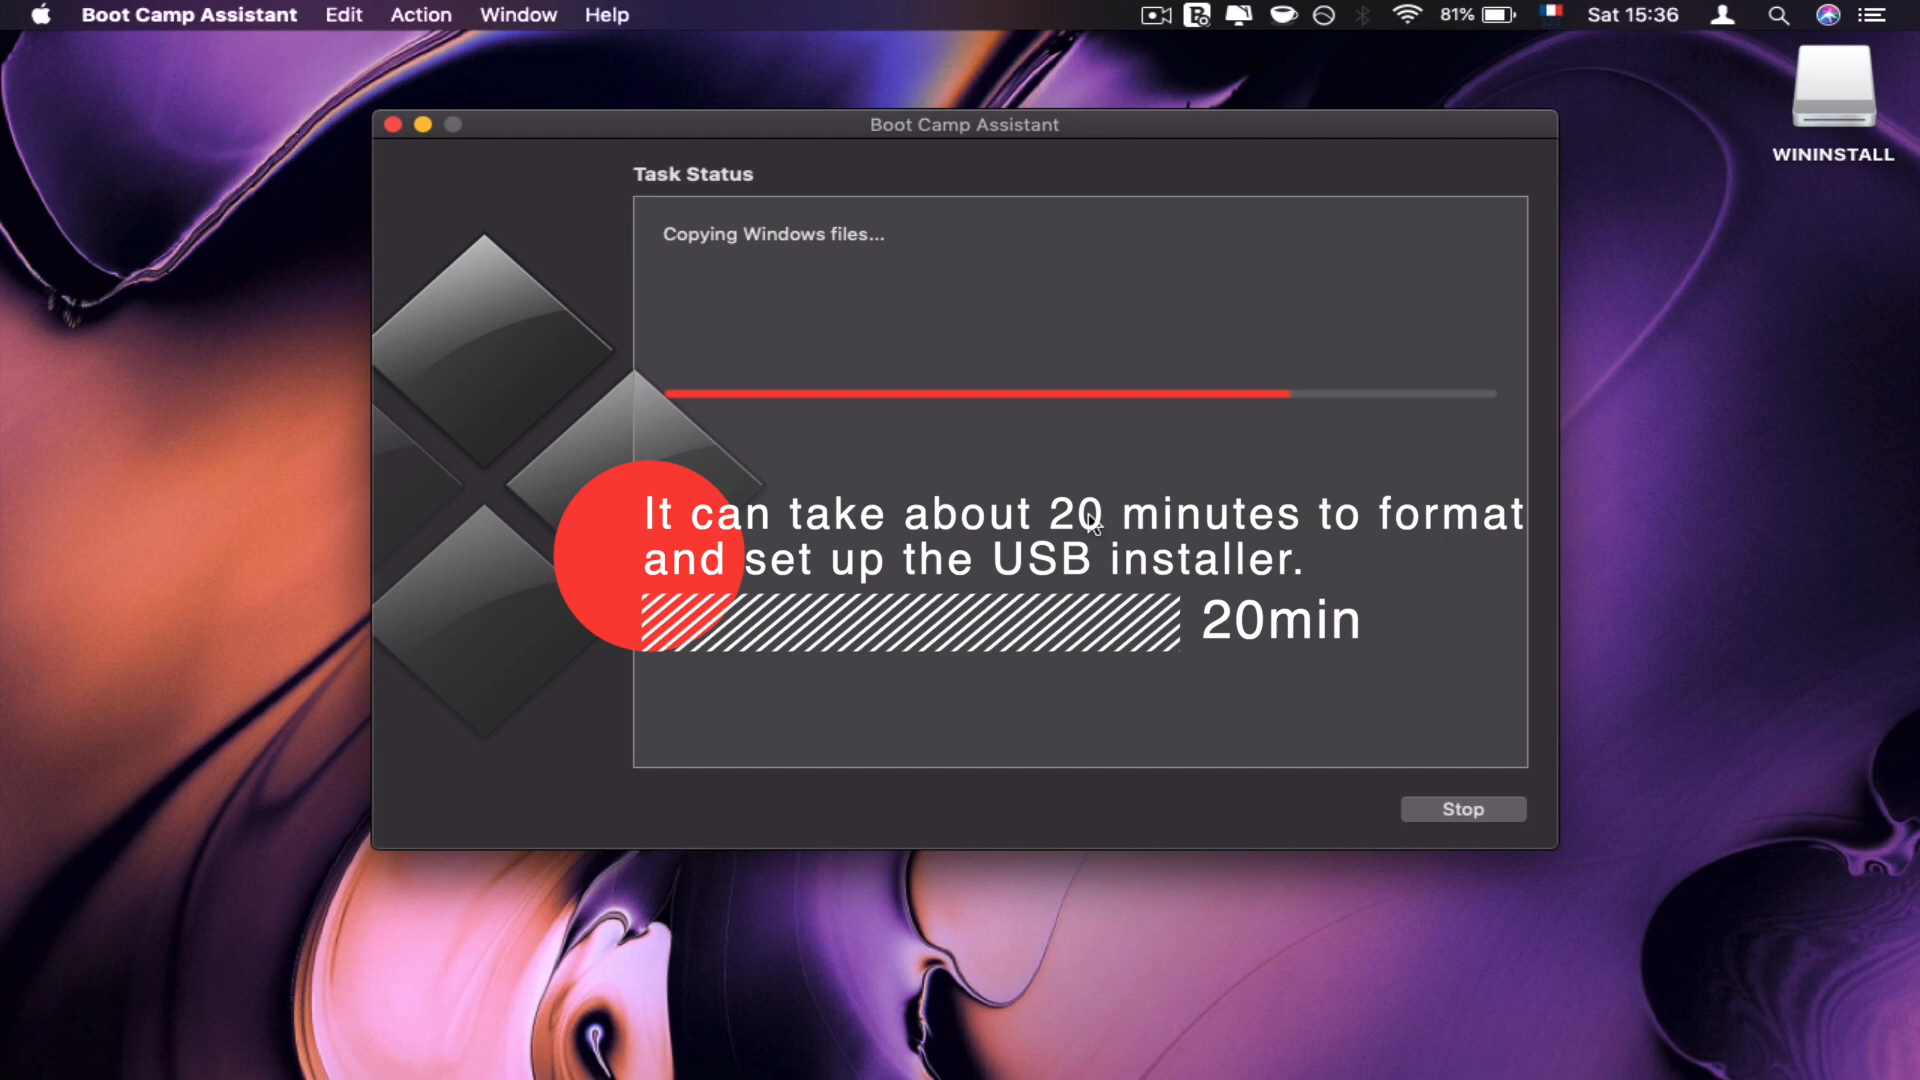 Boot Camp Assistant Edit Action Window Help 81% Sat 15:36
WININSTALL
Boot Camp Assistant
Task Status
Copying Windows files...
It can take about 20 minutes to format
and set up the USB installer.
20min
Stop